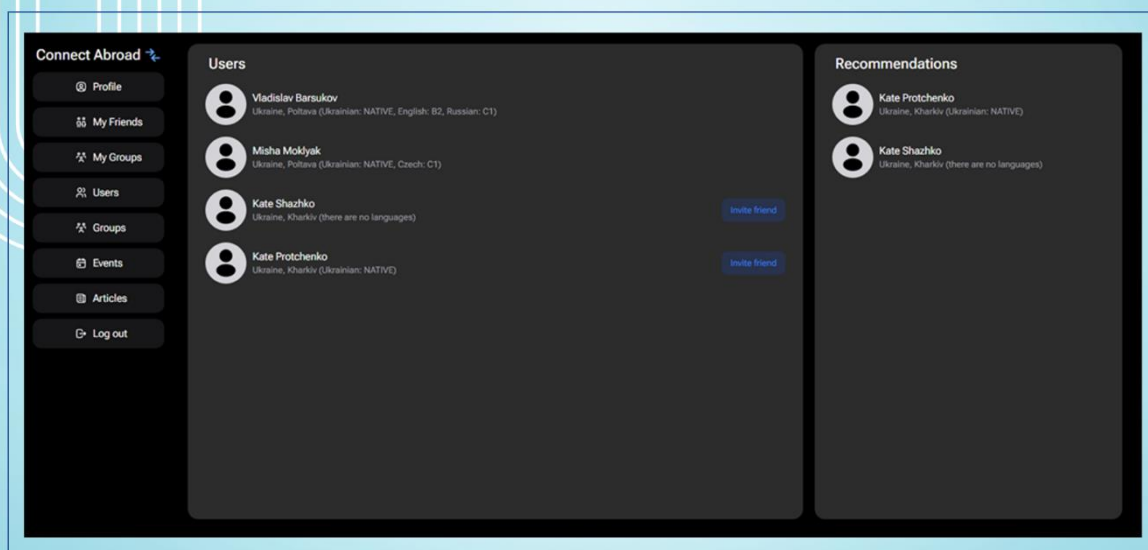 Connect Abroad
Profile
My Friends
My Groups
Users
Groups
Events
Articles
Log out
Users
Vladislav Barsukov
Ukraine, Poltava (Ukrainian: NATIVE, English: B2, Russian: C1)
Misha Moklyak
Ukraine, Poltava (Ukrainian: NATIVE, Czech: C1)
Kate Shazhko
Ukraine, Kharkiv (there are no languages)
Invite friend
Kate Protchenko
Ukraine, Kharkiv (Ukrainian: NATIVE)
Invite friend
Recommendations
Kate Protchenko
Ukraine, Kharkiv (Ukrainian: NATIVE)
Kate Shazhko
Ukraine, Kharkiv (there are no languages)